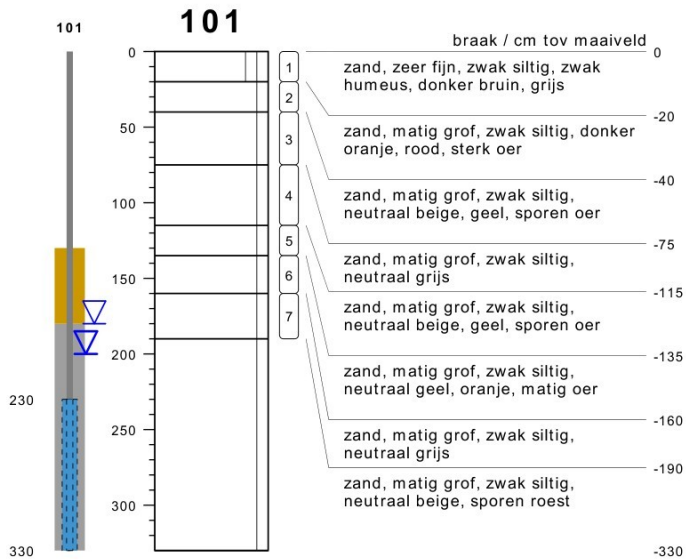 101
101
braak / cm tov maaiveld
0
0
1
zand, zeer fijn, zwak siltig, zwak
humeus, donker bruin, grijs
2
-20
50
3
zand, matig grof, zwak siltig, donker
oranje, rood, sterk oer
-40
100
4
zand, matig grof, zwak siltig,
neutraal beige, geel, sporen oer
5
-75
150
6
zand, matig grof, zwak siltig,
neutraal grijs
-115
7
zand, matig grof, zwak siltig,
neutraal beige, geel, sporen oer
200
-135
zand, matig grof, zwak siltig,
neutraal geel, oranje, matig oer
230
250
-160
zand, matig grof, zwak siltig,
neutraal grijs
-190
300
zand, matig grof, zwak siltig,
neutraal beige, sporen roest
330
-330